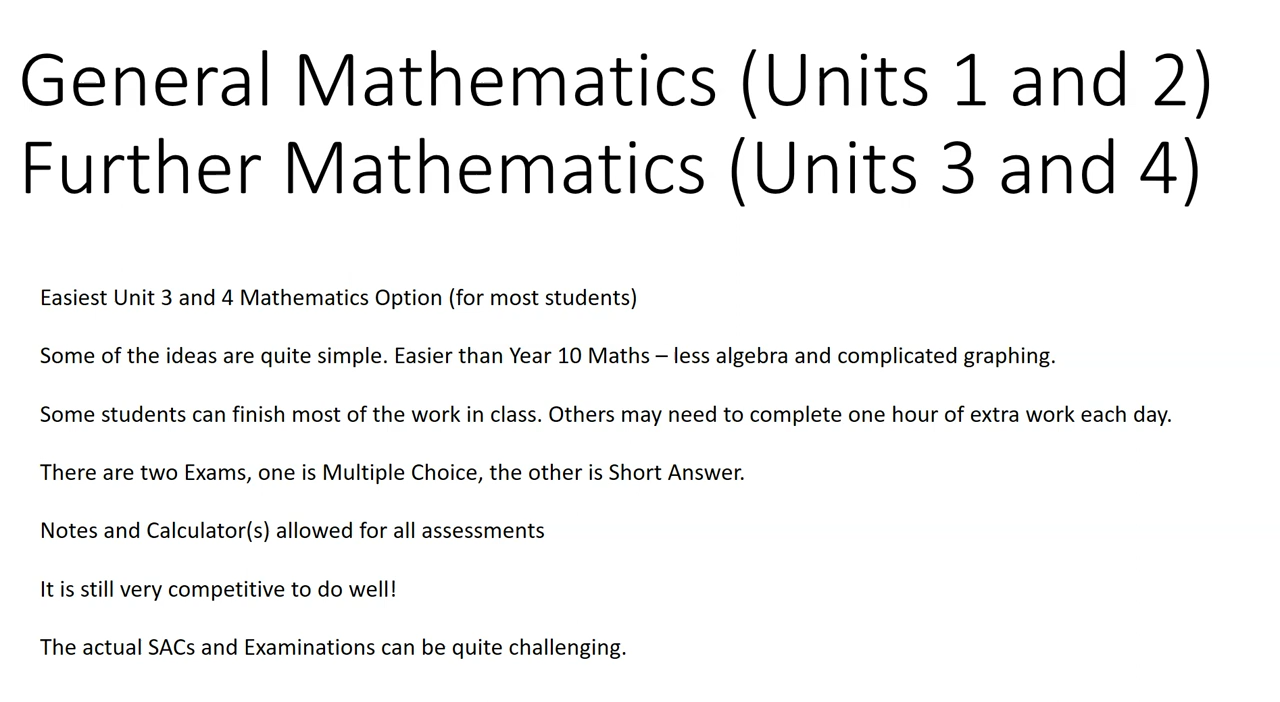 General Mathematics (Units 1 and 2)
Further Mathematics (Units 3 and 4)
Easiest Unit 3 and 4 Mathematics Option (for most students)
Some of the ideas are quite simple. Easier than Year 10 Maths – less algebra and complicated graphing.
Some students can finish most of the work in class. Others may need to complete one hour of extra work each day.
There are two Exams, one is Multiple Choice, the other is Short Answer.
Notes and Calculator(s) allowed for all assessments
It is still very competitive to do well!
The actual SACs and Examinations can be quite challenging.